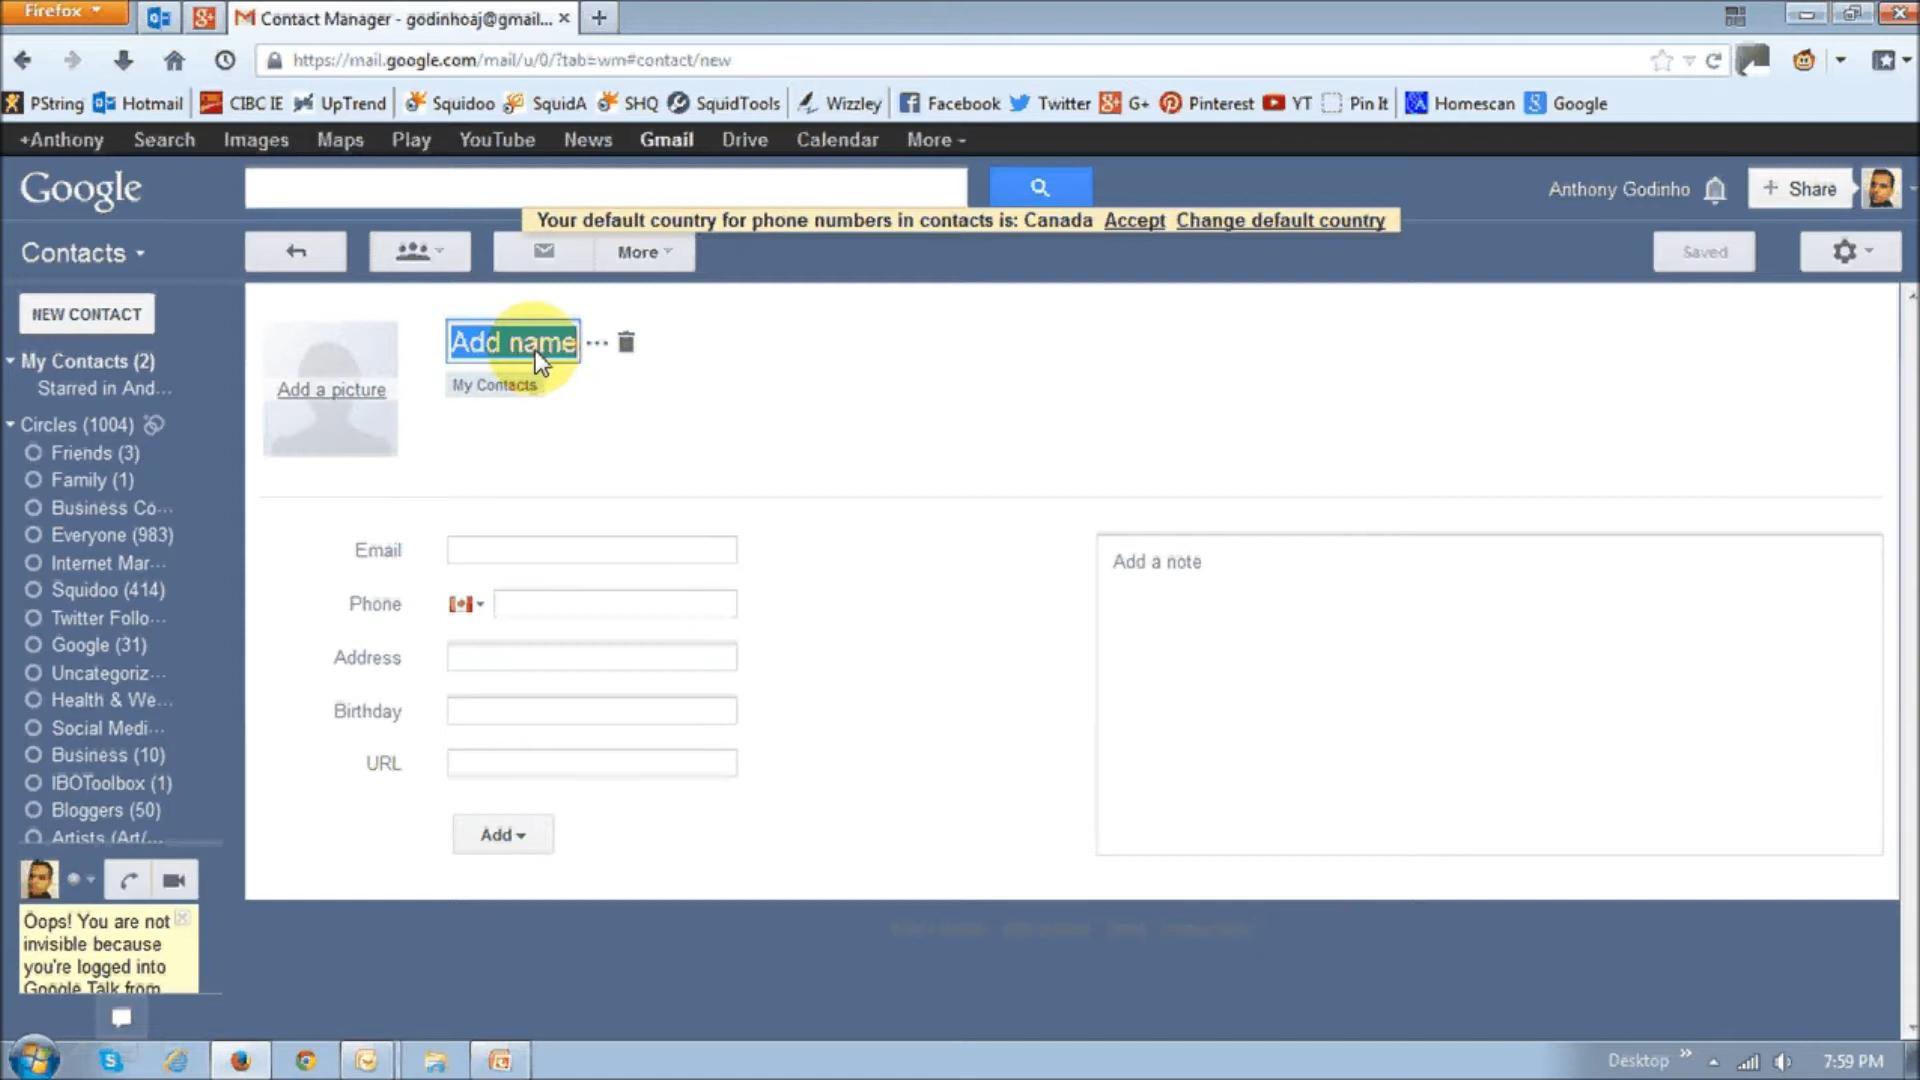 Firefox
Contact Manager - godinhoaj@gmail...
https://mail.google.com/mail/u/0/?tab=wm#contact/new
PString Hotmail CIBC IE UpTrend Squidoo SquidA SHQ SquidTools Wizzley Facebook Twitter G+ Pinterest YT Pin It Homescan Google
+Anthony Search Images Maps Play YouTube News Gmail Drive Calendar More
Google
Anthony Godinho
+ Share
Your default country for phone numbers in contacts is: Canada Accept Change default country
Contacts
More
Saved
NEW CONTACT
Add name ...
My Contacts
Add a picture
My Contacts (2)
Starred in And...
Circles (1004)
Friends (3)
Family (1)
Business Co...
Everyone (983)
Internet Mar...
Squidoo (414)
Twitter Follo...
Google (31)
Uncategoriz...
Health & We...
Social Medi...
Business (10)
IBOToolbox (1)
Bloggers (50)
Artists (Art/...
Email
Phone
Address
Birthday
URL
Add
Add a note
Oops! You are not
invisible because
you're logged into
Google Talk from
Desktop
7:59 PM